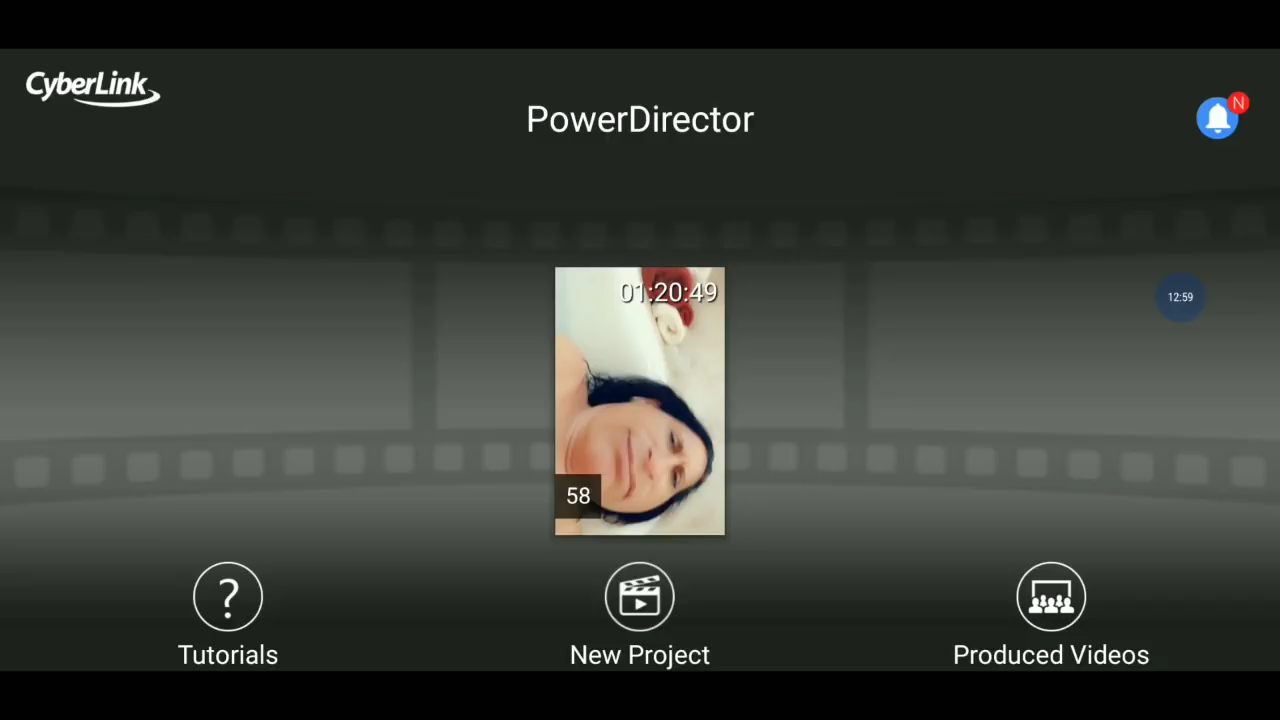 CyberLink
PowerDirector
N
01:20:49
12:59
58
?
Tutorials
New Project
Produced Videos